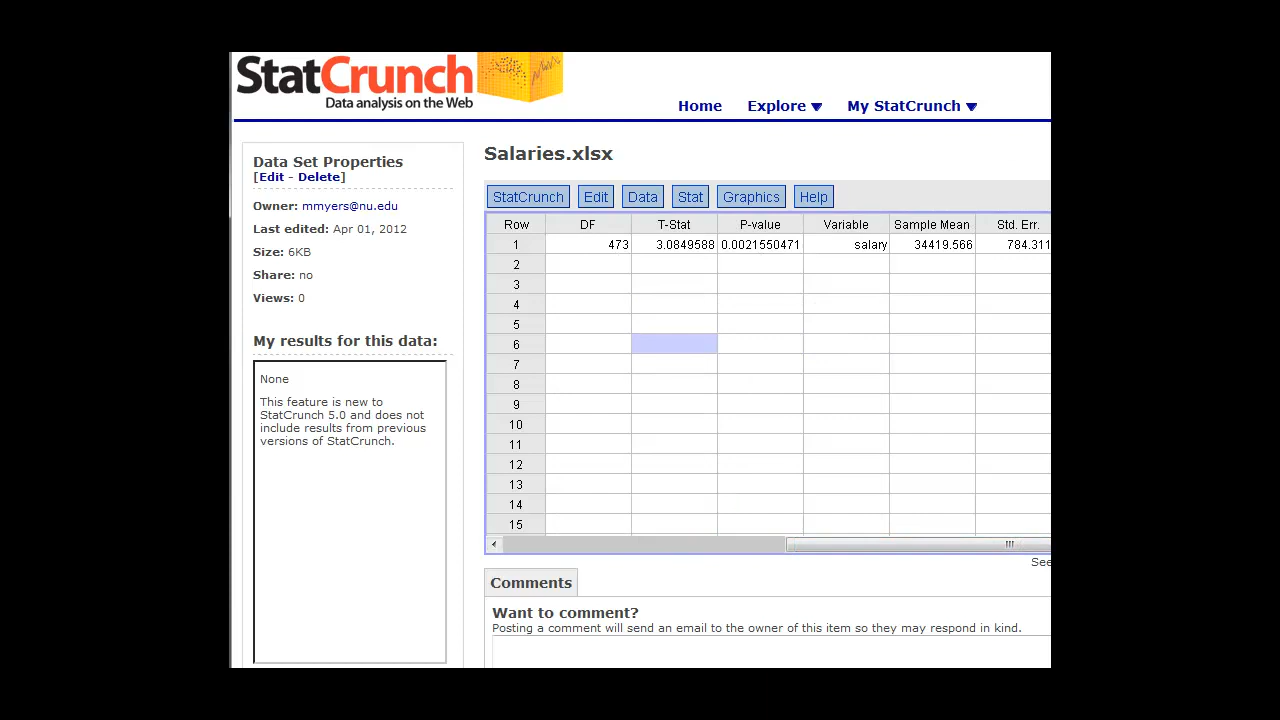 StatCrunch
Data analysis on the Web
Home Explore My StatCrunch
Data Set Properties
[Edit - Delete]
Owner: mmyers@nu.edu
Last edited: Apr 01, 2012
Size: 6KB
Share: no
Views: 0
My results for this data:
None
This feature is new to
StatCrunch 5.0 and does not
include results from previous
versions of StatCrunch.
Salaries.xlsx
StatCrunch Edit Data Stat Graphics Help
Row DF T-Stat P-value Variable Sample Mean Std. Err.
1 473 3.0849588 0.0021550471 salary 34419.566 784.311
2
3
4
5
6
7
8
9
10
11
12
13
14
15
See
Comments
Want to comment?
Posting a comment will send an email to the owner of this item so they may respond in kind.